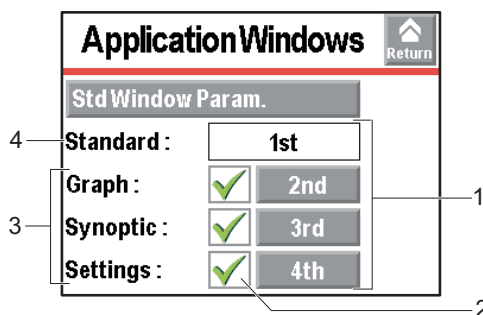 Application Windows
Return
Std Window Param.
4 Standard : 1st 
Graph : 2nd
1
3 Synoptic : 3rd
Settings : 4th
2